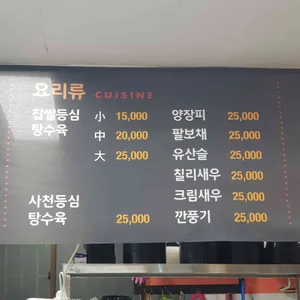 요리류 CUISINE
찹쌀등심 小 15,000
탕수육 中 20,000
大 25,000
사천등심
탕수육 25,000
양장피 25,000
팔보채 25,000
유산슬 25,000
칠리새우 25,000
크림새우 25,000
깐풍기 25,000